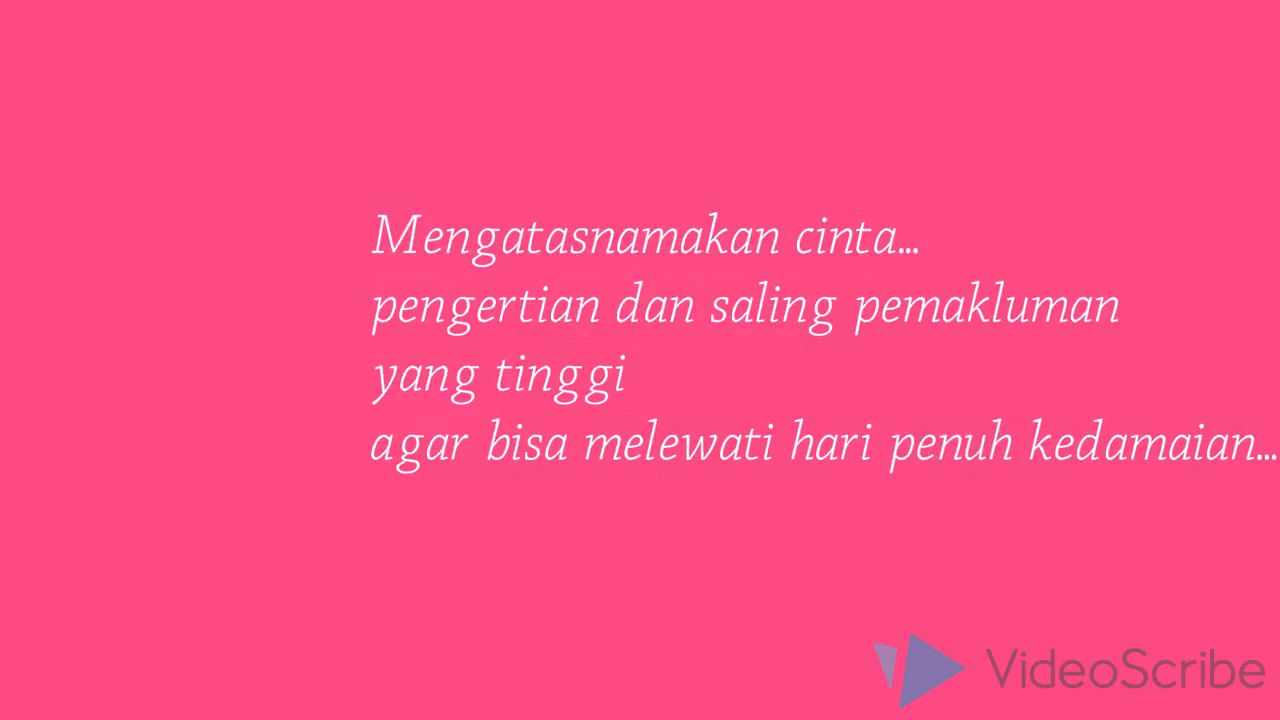 Mengatasnamakan cinta...
pengertian dan saling pemakluman
yang tinggi
agar bisa melewati hari penuh kedamaian...
VideoScribe